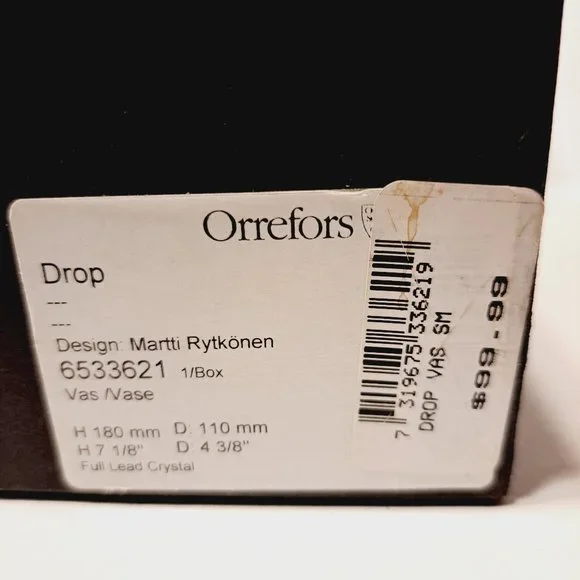 Orrefors
Drop
---
---
Design: Martti Rytkönen
6533621 1/Box
Vas /Vase
H 180 mm D: 110 mm
H 7 1/8" D: 4 3/8"
Full Lead Crystal
7 319675 336219
DROP VAS SM
$99.99